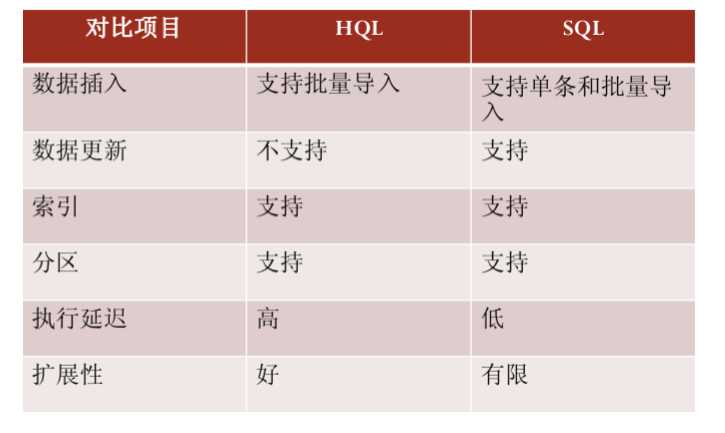 对比项目 HQL SQL
数据插入 支持批量导入 支持单条和批量导
入
数据更新 不支持 支持
索引 支持 支持
分区 支持 支持
执行延迟 高 低
扩展性 好 有限